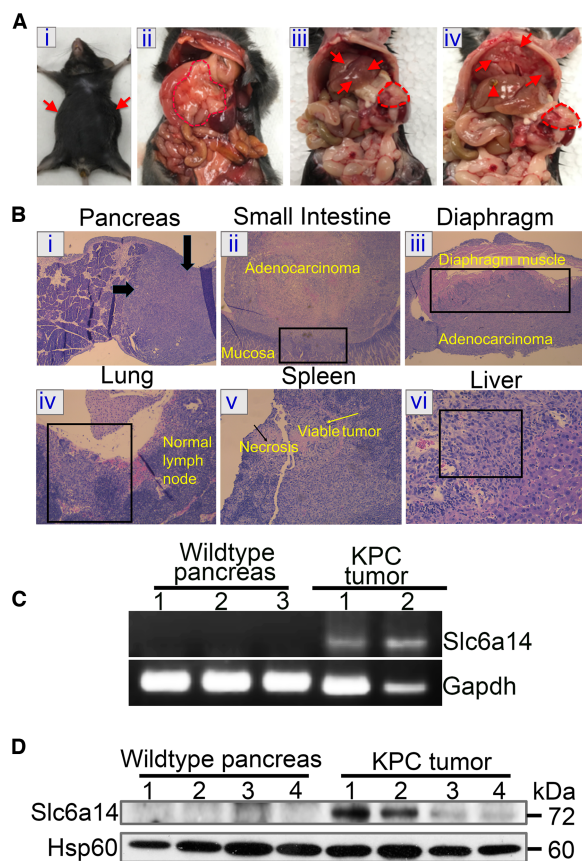 A
i
ii
iii
iv
B
Pancreas
Small Intestine
Diaphragm
i
ii
iii
Adenocarcinoma
Mucosa
Diaphragm muscle
Adenocarcinoma
Lung
Spleen
Liver
iv
v
vi
Normal
lymph
node
Necrosis
Viable tumor
C
Wildtype
pancreas
KPC
tumor
1 2 3 1 2
Slc6a14
Gapdh
D
Wildtype pancreas KPC tumor
1 2 3 4 1 2 3 4 kDa
Slc6a14 72
Hsp60 60